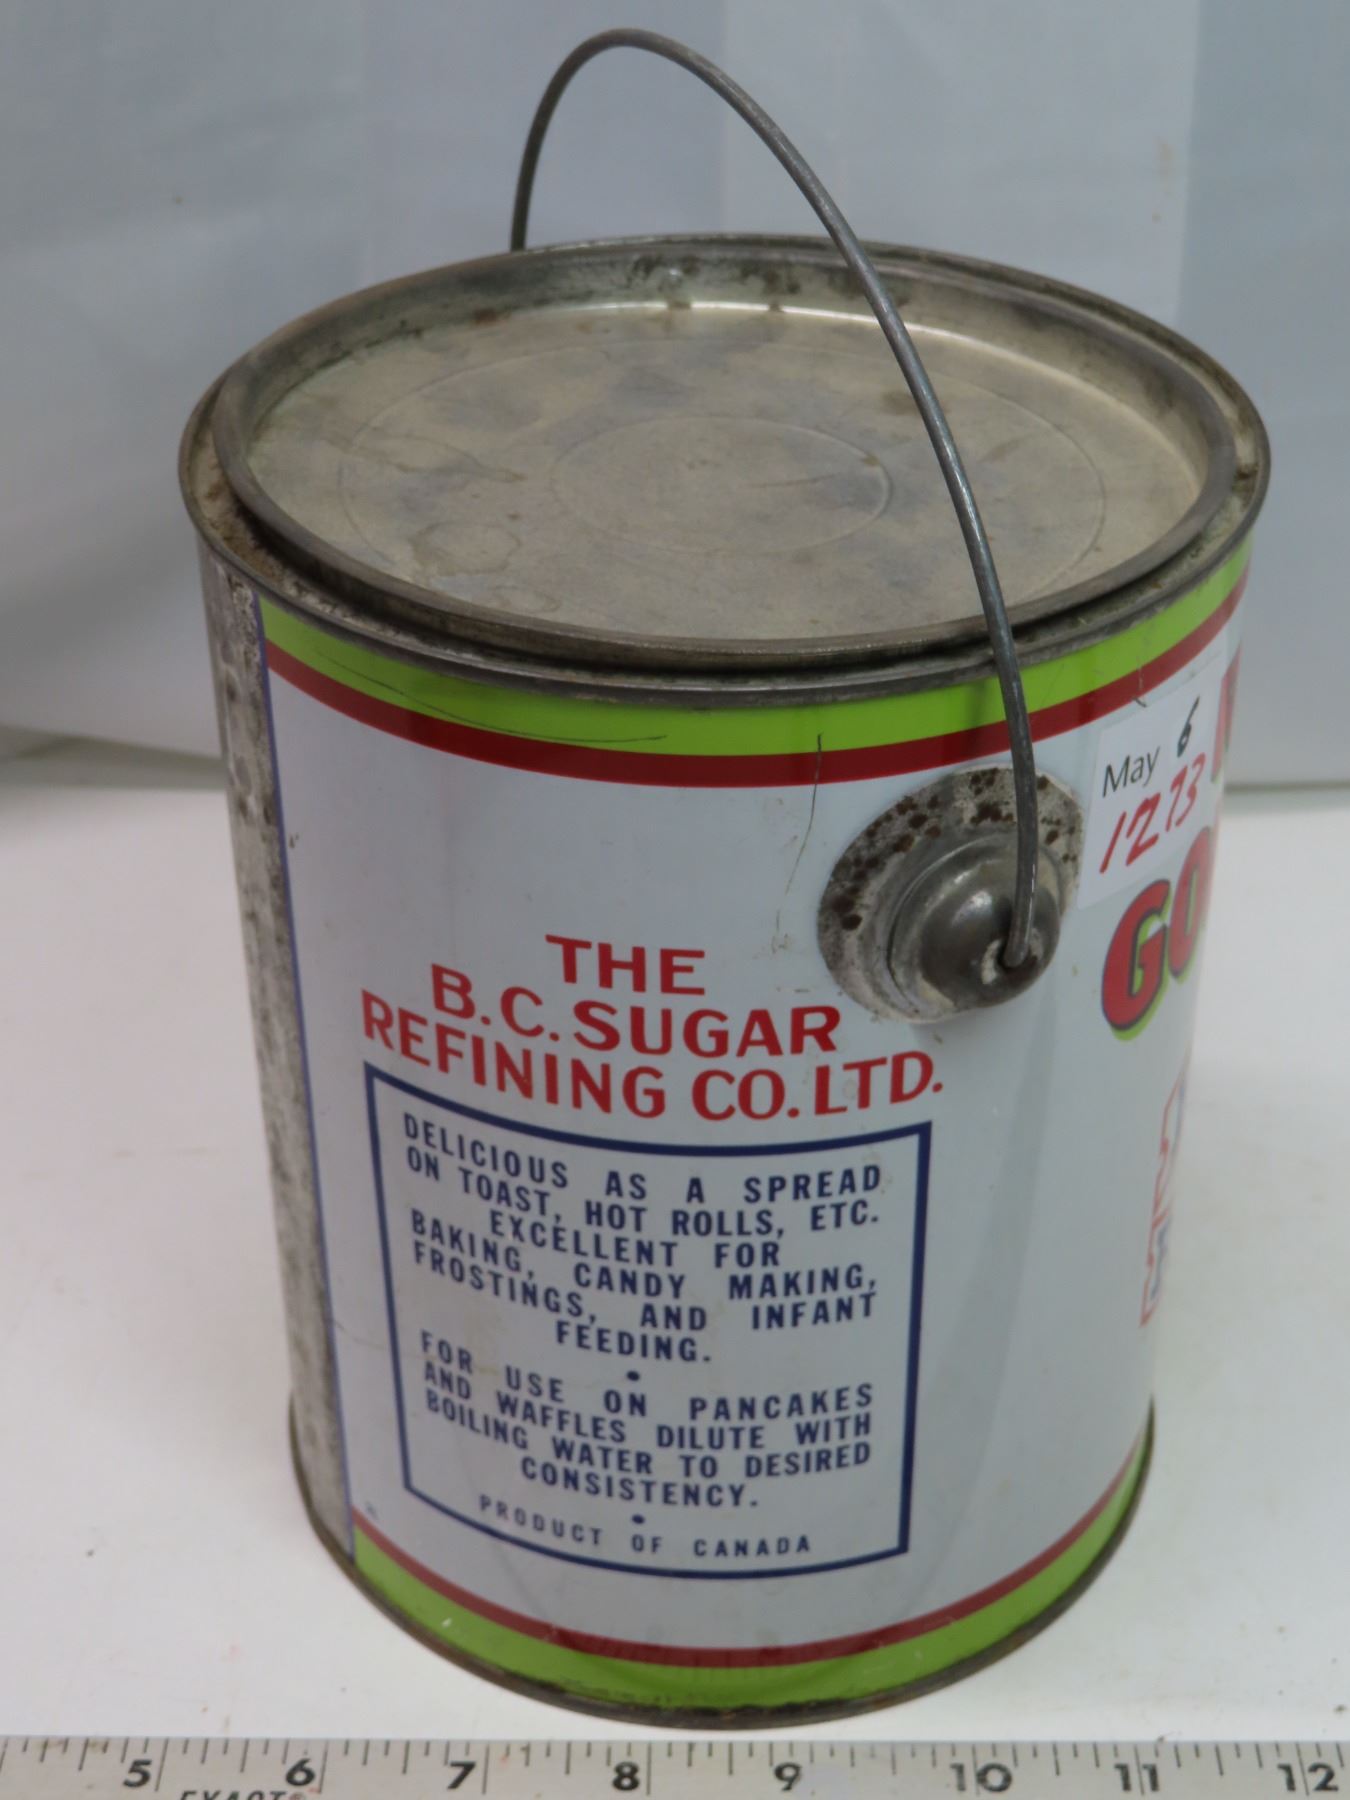 May 6
1273
GO
THE
B.C. SUGAR
REFINING CO. LTD.
DELICIOUS AS A SPREAD
ON TOAST, HOT ROLLS, ETC.
EXCELLENT FOR
BAKING, CANDY MAKING,
FROSTINGS, AND INFANT
FEEDING.
•
FOR USE ON PANCAKES
AND WAFFLES DILUTE WITH
BOILING WATER TO DESIRED
CONSISTENCY.
•
PRODUCT OF CANADA
5 6 7 8 9 10 11 12
EXACT